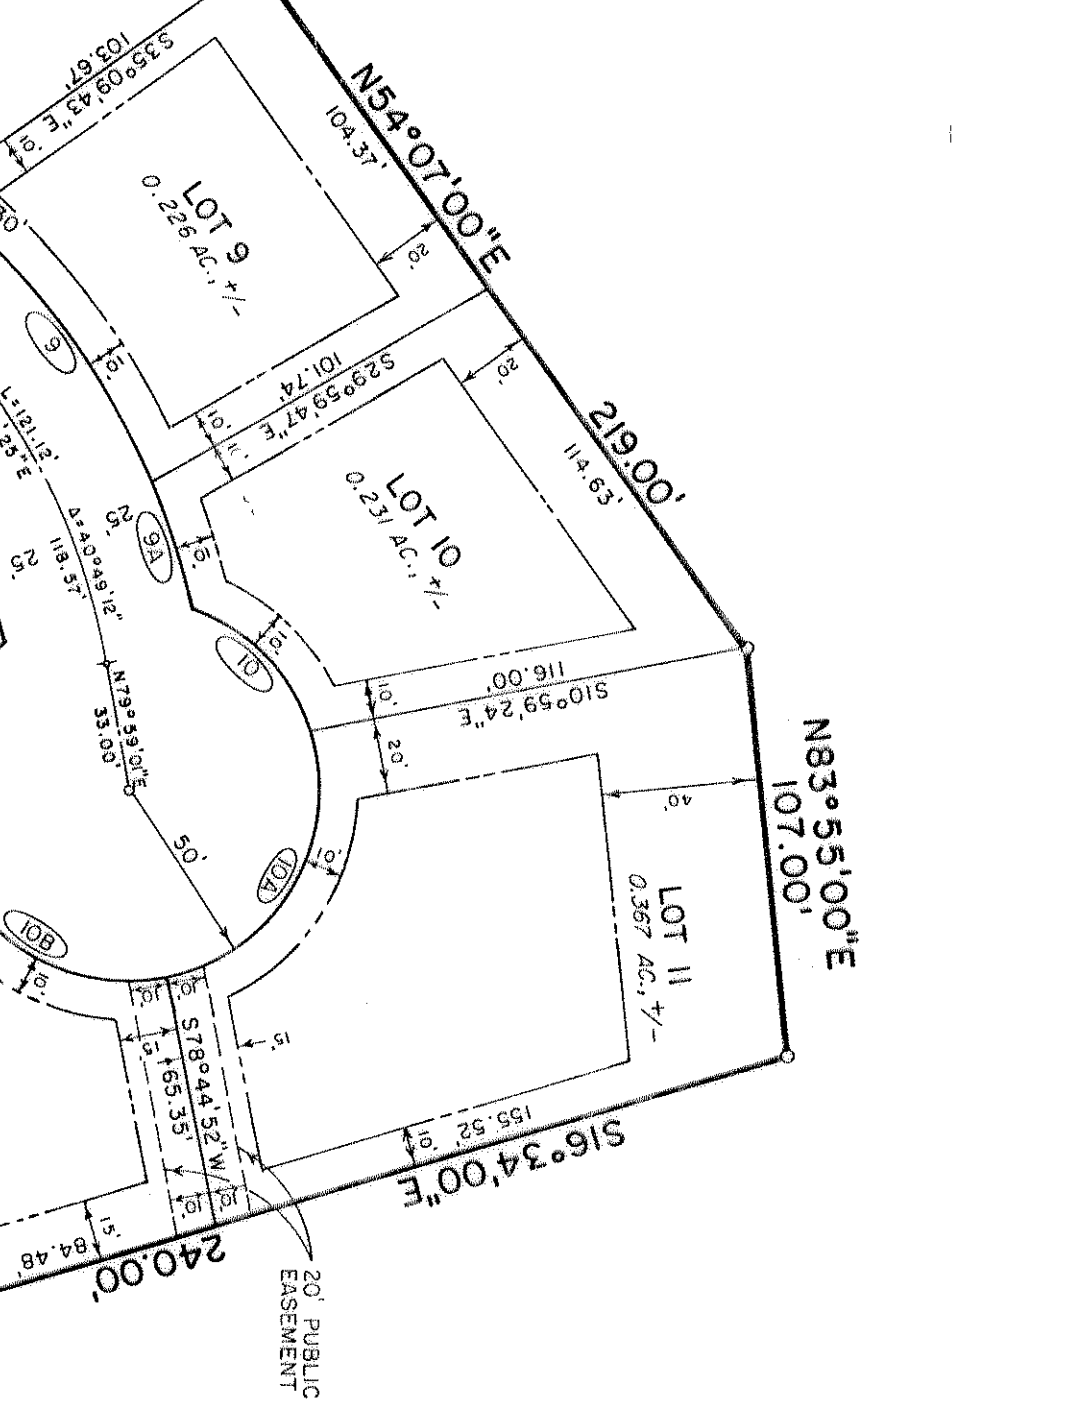 103.67'
S35°09'43"E
10'
N54°07'00"E
104.37'
LOT 9
0.226 AC., +/-
20'
9
10'
101.74'
S29°59'47"E
10'
20'
219.00'
114.63'
LOT 10
0.231 AC., +/-
L=121.12'
25'
25'
Δ=40°49'12"
118.57'
9A
10'
10'
10
116.00'
S10°59'24"E
10'
20'
N79°59'01"E
33.00'
50'
10A
10'
40'
N83°55'00"E
107.00'
LOT 11
0.367 AC., +/-
10B
10'
10'
10'
15'
15'
S78°44'52"W
165.35'
155.52'
10'
S16°34'00"E
10'
10'
15'
84.48'
240.00'
20' PUBLIC
EASEMENT